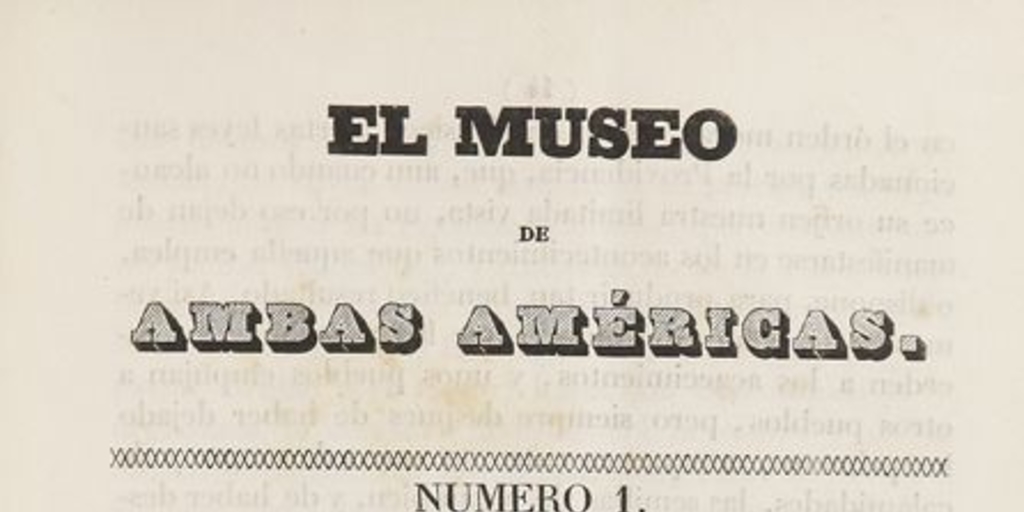 EL MUSEO
DE
AMBAS AMÉRICAS.
NUMERO 1.